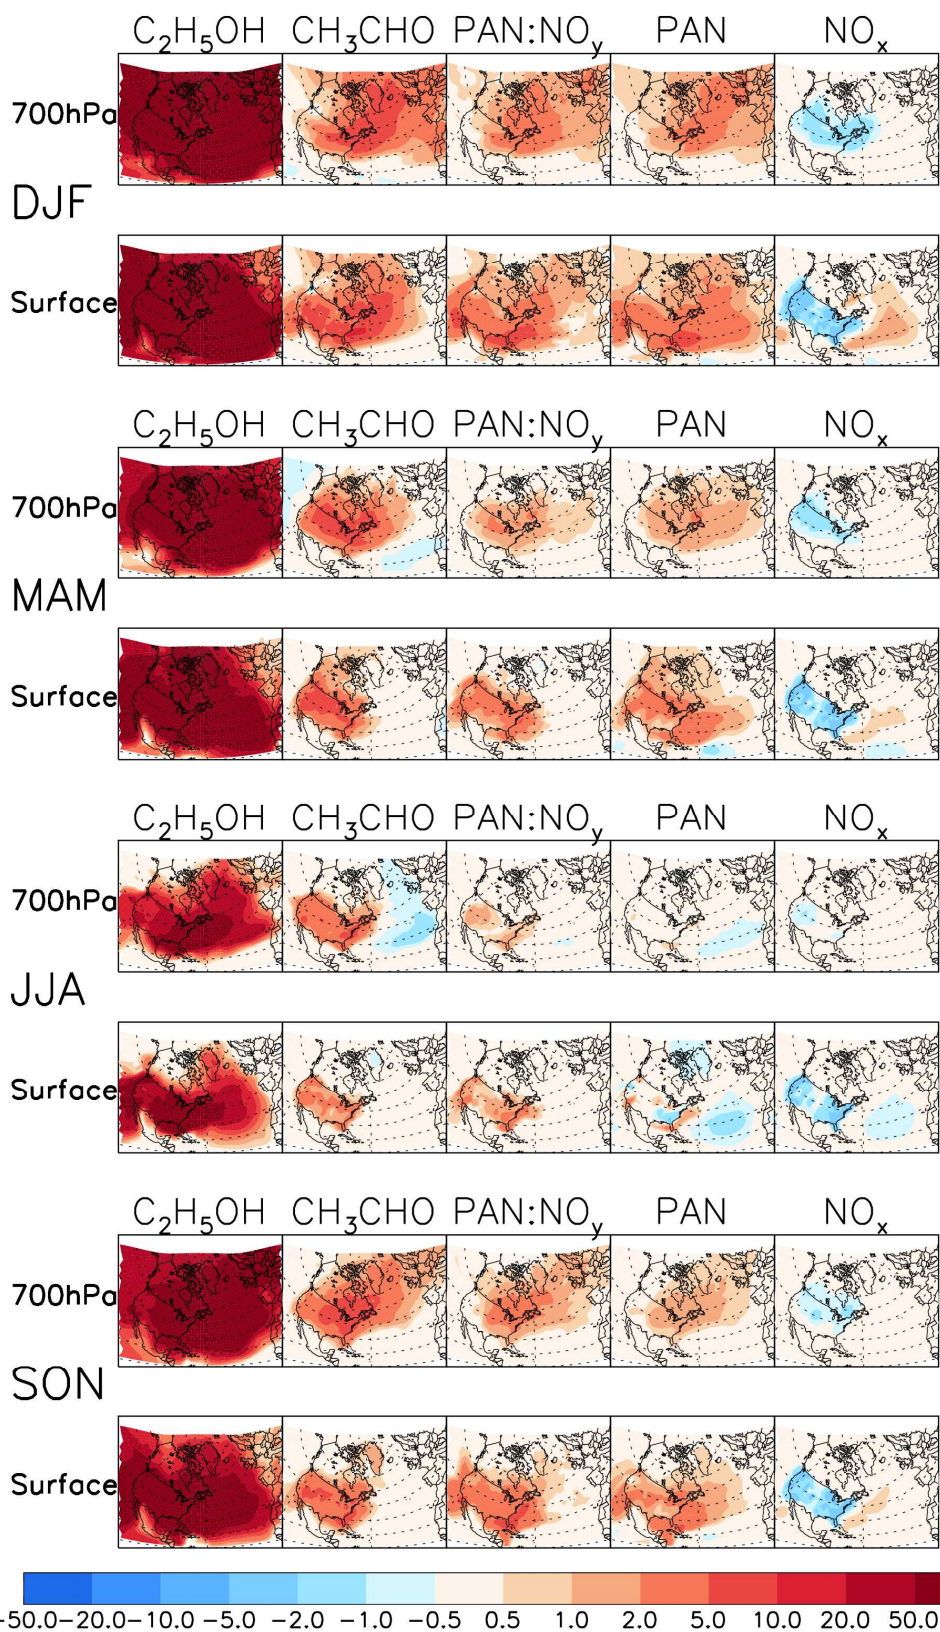 C₂H₅OH CH₃CHO PAN:NOy PAN NOₓ
700hPa
DJF
Surface
C₂H₅OH CH₃CHO PAN:NOy PAN NOₓ
700hPa
MAM
Surface
C₂H₅OH CH₃CHO PAN:NOy PAN NOₓ
700hPa
JJA
Surface
C₂H₅OH CH₃CHO PAN:NOy PAN NOₓ
700hPa
SON
Surface
-50.0 -20.0 -10.0 -5.0 -2.0 -1.0 -0.5 0.5 1.0 2.0 5.0 10.0 20.0 50.0